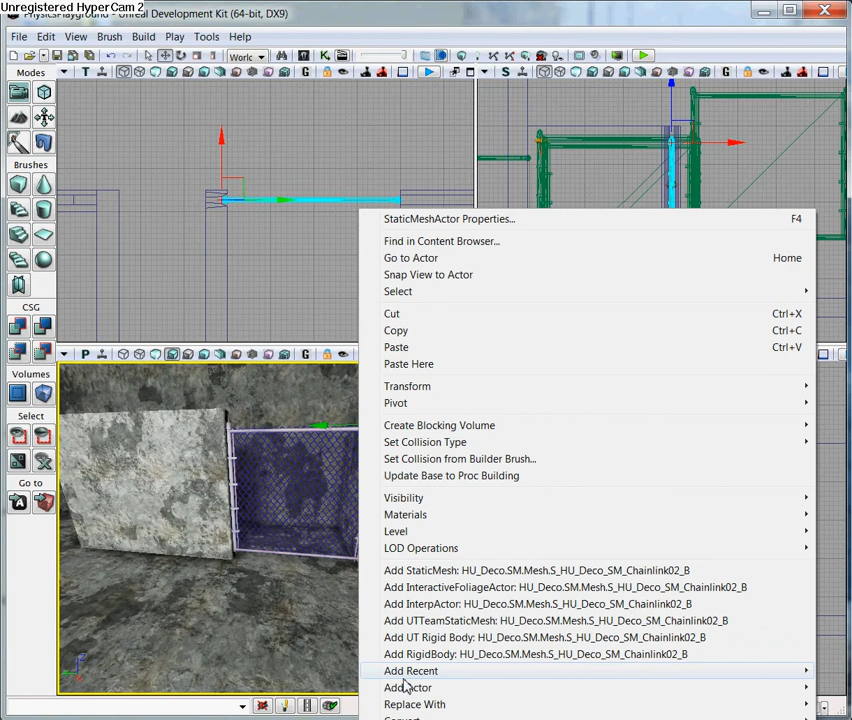 Unregistered HyperCam 2
PhysicsPlayground - Unreal Development Kit (64-bit, DX9)
File Edit View Brush Build Play Tools Help
Worl
Modes
T G S G
Brushes
CSG
Volumes
Select
Go to
P G
StaticMeshActor Properties... F4
Find in Content Browser...
Go to Actor Home
Snap View to Actor
Select
Cut Ctrl+X
Copy Ctrl+C
Paste Ctrl+V
Paste Here
Transform
Pivot
Create Blocking Volume
Set Collision Type
Set Collision from Builder Brush...
Update Base to Proc Building
Visibility
Materials
Level
LOD Operations
Add StaticMesh: HU_Deco.SM.Mesh.S_HU_Deco_SM_Chainlink02_B
Add InteractiveFoliageActor: HU_Deco.SM.Mesh.S_HU_Deco_SM_Chainlink02_B
Add InterpActor: HU_Deco.SM.Mesh.S_HU_Deco_SM_Chainlink02_B
Add UTTeamStaticMesh: HU_Deco.SM.Mesh.S_HU_Deco_SM_Chainlink02_B
Add UT Rigid Body: HU_Deco.SM.Mesh.S_HU_Deco_SM_Chainlink02_B
Add RigidBody: HU_Deco.SM.Mesh.S_HU_Deco_SM_Chainlink02_B
Add Recent
Add Actor
Replace With
Convert